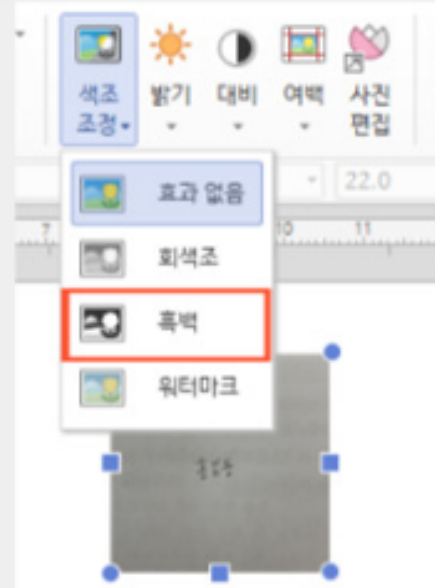 색조 조정 밝기 대비 여백 사진 편집
효과 없음
22.0
회색조
7 10 11
흑백
워터마크